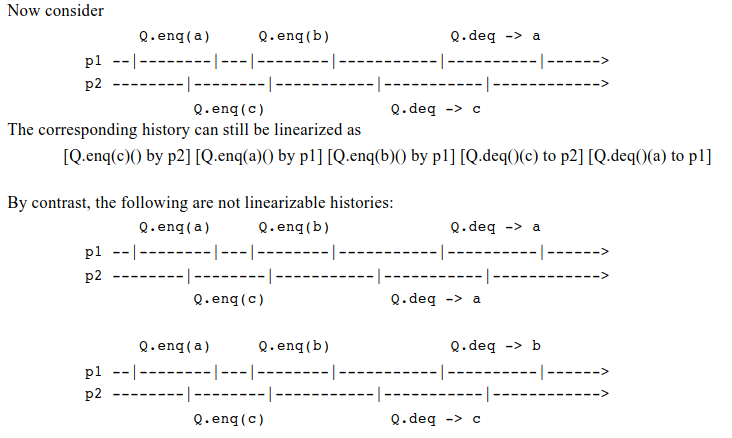 Now consider
Q.enq(a) Q.enq(b) Q.deq -> a
p1 --|--------|---|--------|-----------|----------|------>
p2 --------|--------|-----------|-----------|------------>
Q.enq(c) Q.deq -> c
The corresponding history can still be linearized as
[Q.enq(c)() by p2] [Q.enq(a)() by p1] [Q.enq(b)() by p1] [Q.deq()(c) to p2] [Q.deq()(a) to p1]
By contrast, the following are not linearizable histories:
Q.enq(a) Q.enq(b) Q.deq -> a
p1 --|--------|---|--------|-----------|----------|------>
p2 --------|--------|-----------|-----------|------------>
Q.enq(c) Q.deq -> a
Q.enq(a) Q.enq(b) Q.deq -> b
p1 --|--------|---|--------|-----------|----------|------>
p2 --------|--------|-----------|-----------|------------>
Q.enq(c) Q.deq -> c